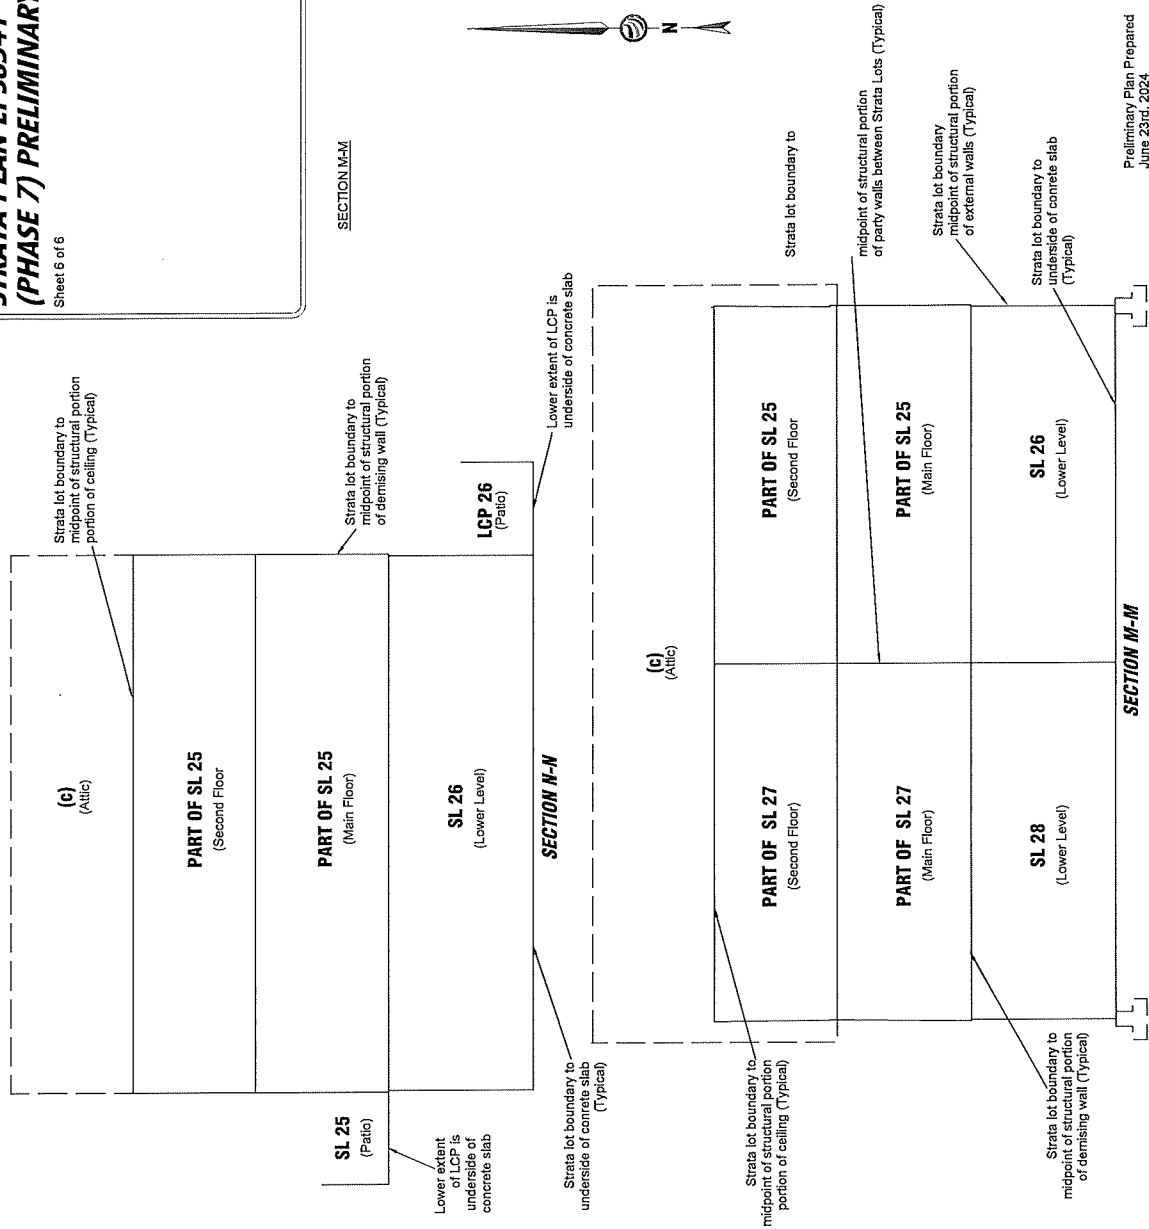 (PHASE 7) PRELIMINARY
Sheet 6 of 6
N
SECTION M-M
(c)
(Attic)
Strata lot boundary to
midpoint of structural portion
portion of ceiling (Typical)
PART OF SL 25
(Second Floor
Strata lot boundary to
midpoint of structural portion
of demising wall (Typical)
PART OF SL 25
(Main Floor)
SL 25
(Patio)
LCP 26
(Patio)
SL 26
(Lower Level)
Lower extent
of LCP is
underside of
concrete slab
Lower extent of LCP is
underside of concrete slab
SECTION N-N
Strata lot boundary to
underside of conrete slab
(Typical)
(c)
(Attic)
Strata lot boundary to
midpoint of structural portion
portion of ceiling (Typical)
PART OF SL 27
(Second Floor)
PART OF SL 25
(Second Floor
Strata lot boundary to
midpoint of structural portion
of party walls between Strata Lots (Typical)
PART OF SL 27
(Main Floor)
PART OF SL 25
(Main Floor)
Strata lot boundary
midpoint of structural portion
of external walls (Typical)
SL 28
(Lower Level)
SL 26
(Lower Level)
Strata lot boundary to
midpoint of structural portion
of demising wall (Typical)
Strata lot boundary to
underside of conrete slab
(Typical)
SECTION M-M
Preliminary Plan Prepared
June 23rd. 2024